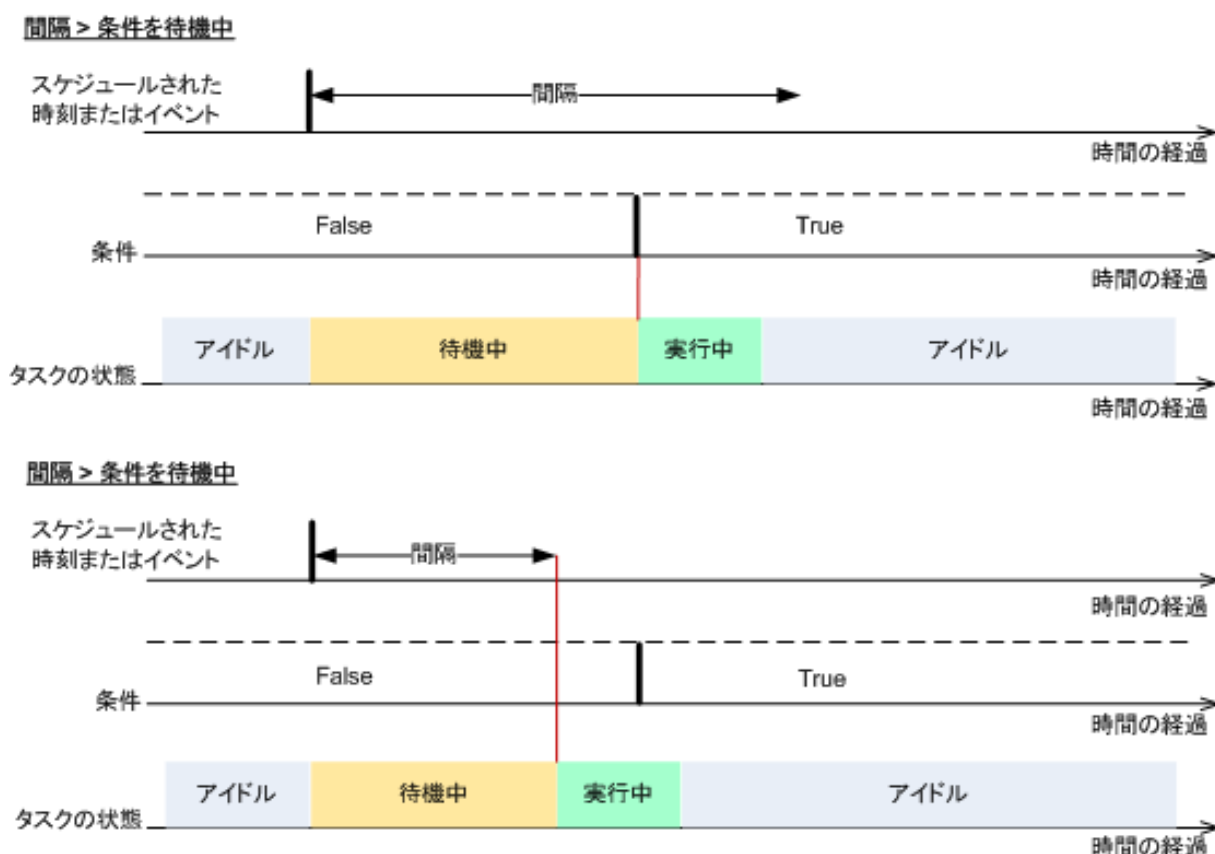 間隔 > 条件を待機中
スケジュールされた
時刻またはイベント
間隔
時間の経過
False
True
条件
時間の経過
アイドル
待機中
実行中
アイドル
タスクの状態
時間の経過
間隔 > 条件を待機中
スケジュールされた
時刻またはイベント
間隔
時間の経過
False
True
条件
時間の経過
アイドル
待機中
実行中
アイドル
タスクの状態
時間の経過